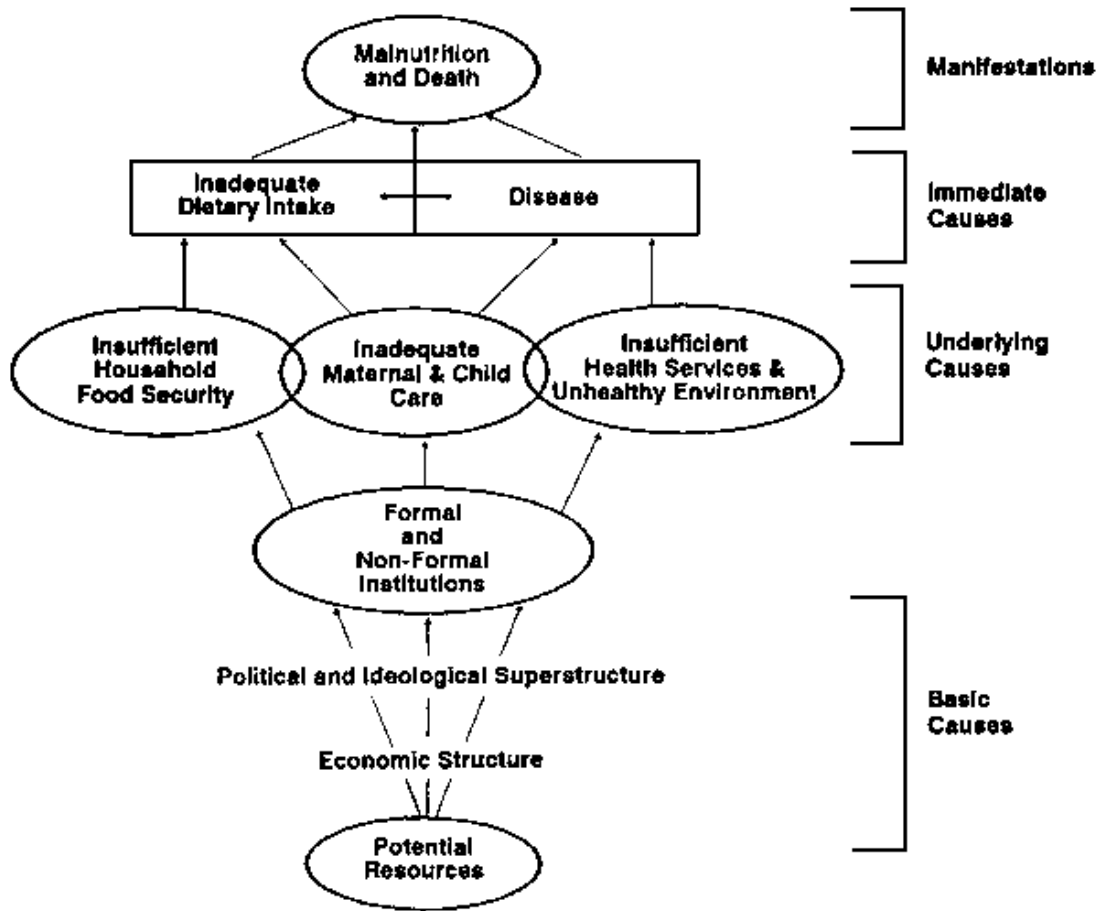 Malnutrition
and Death
Manifestations
Inadequate
Dietary Intake
Disease
Immediate
Causes
Insufficient
Household
Food Security
Inadequate
Maternal & Child
Care
Insufficient
Health Services &
Unhealthy Environment
Underlying
Causes
Formal
and
Non-Formal
Institutions
Political and Ideological Superstructure
Economic Structure
Basic
Causes
Potential
Resources